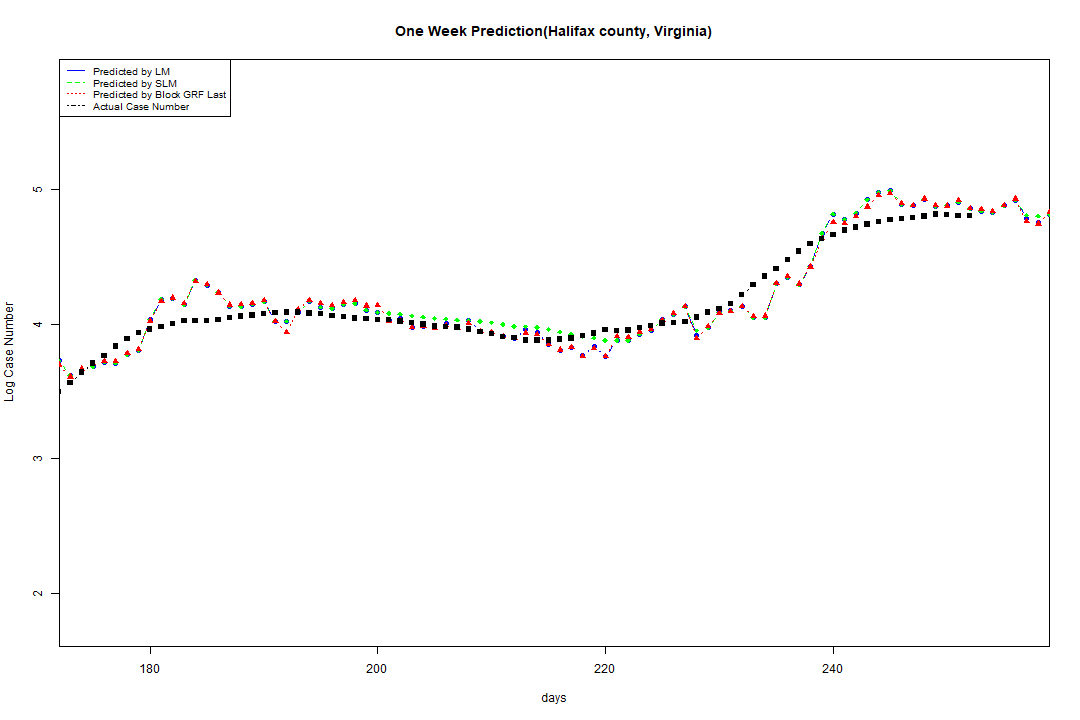 One Week Prediction(Halifax county, Virginia)
Predicted by LM
Predicted by SLM
Predicted by Block GRF Last
Actual Case Number
5
4
3
2
Log Case Number
180 200 220 240
days